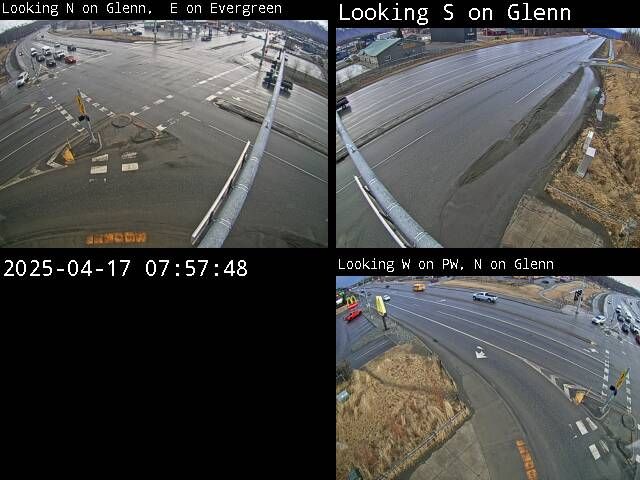 Looking N on Glenn,  E on Evergreen
Looking S on Glenn
2025-04-17 07:57:48
Looking W on PW, N on Glenn